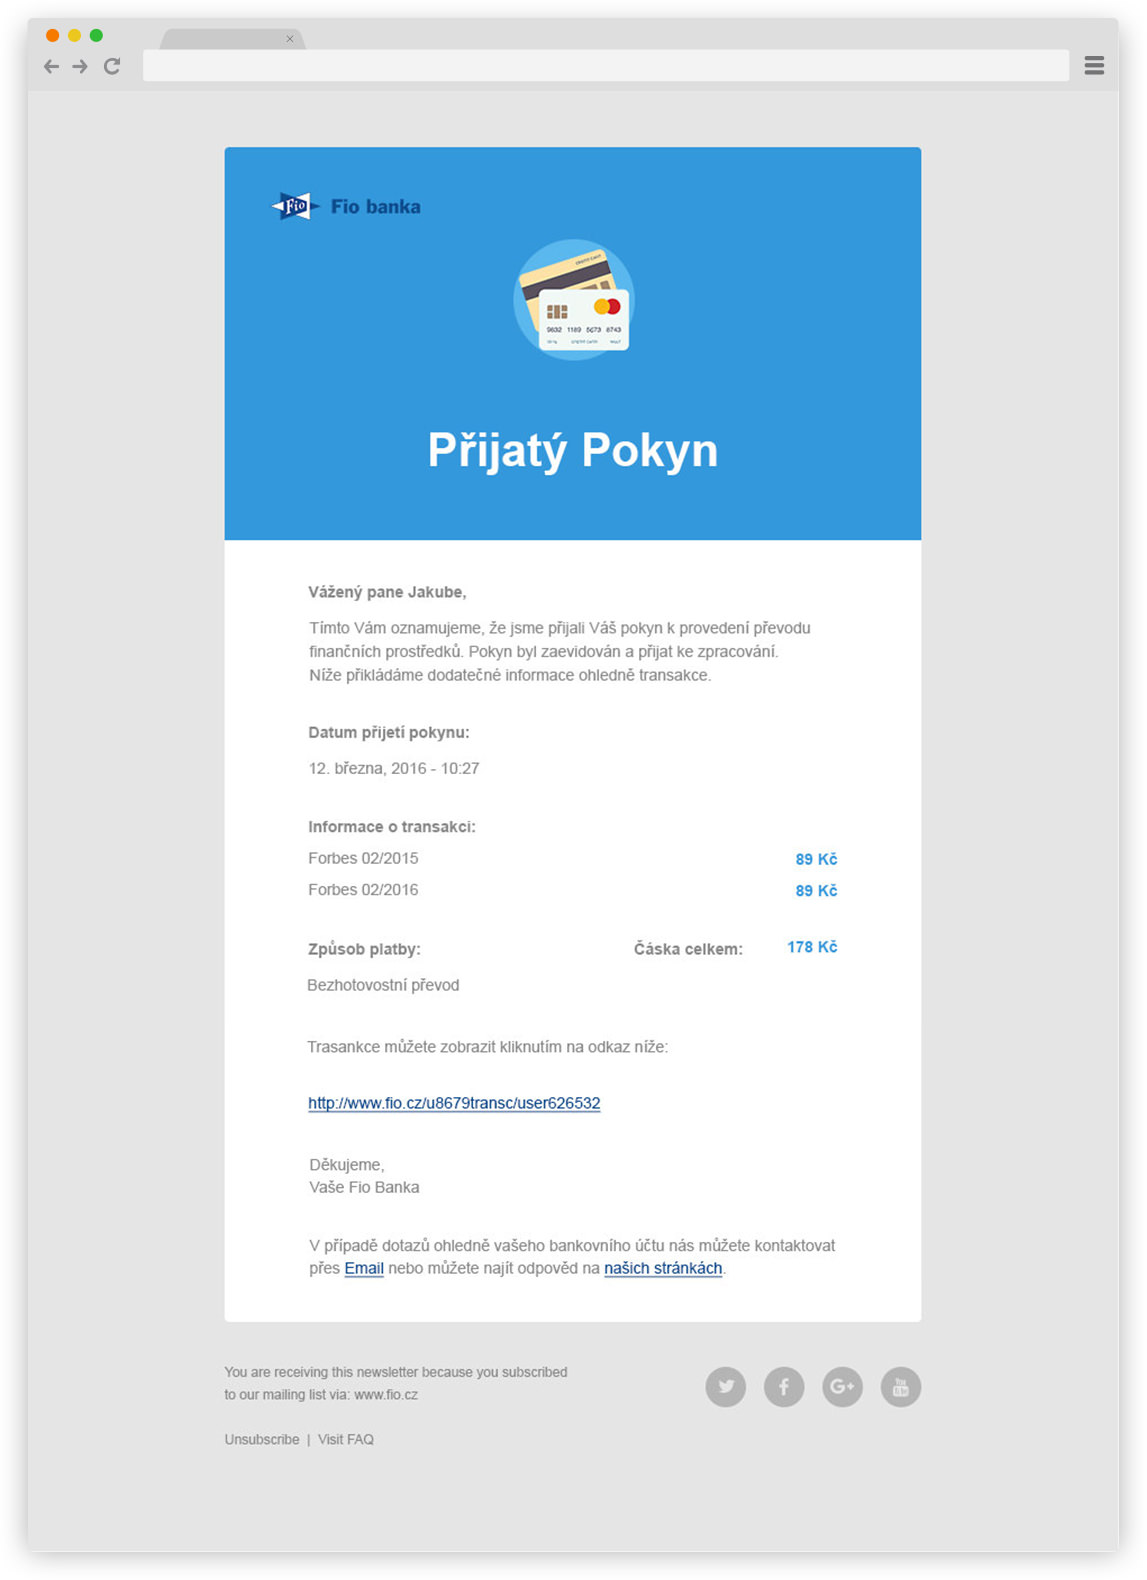 Fio
Fio banka
9632 1189 5673 8743
Přijatý Pokyn
Vážený pane Jakube,
Tímto Vám oznamujeme, že jsme přijali Váš pokyn k provedení převodu
finančních prostředků. Pokyn byl zaevidován a přijat ke zpracování.
Níže přikládáme dodatečné informace ohledně transakce.
Datum přijetí pokynu:
12. března, 2016 - 10:27
Informace o transakci:
Forbes 02/2015 89 Kč
Forbes 02/2016 89 Kč
Způsob platby: Čáska celkem: 178 Kč
Bezhotovostní převod
Trasankce můžete zobrazit kliknutím na odkaz níže:
http://www.fio.cz/u8679transc/user626532
Děkujeme,
Vaše Fio Banka
V případě dotazů ohledně vašeho bankovního účtu nás můžete kontaktovat
přes Email nebo můžete najít odpověd na našich stránkách.
You are receiving this newsletter because you subscribed
to our mailing list via: www.fio.cz
Unsubscribe | Visit FAQ